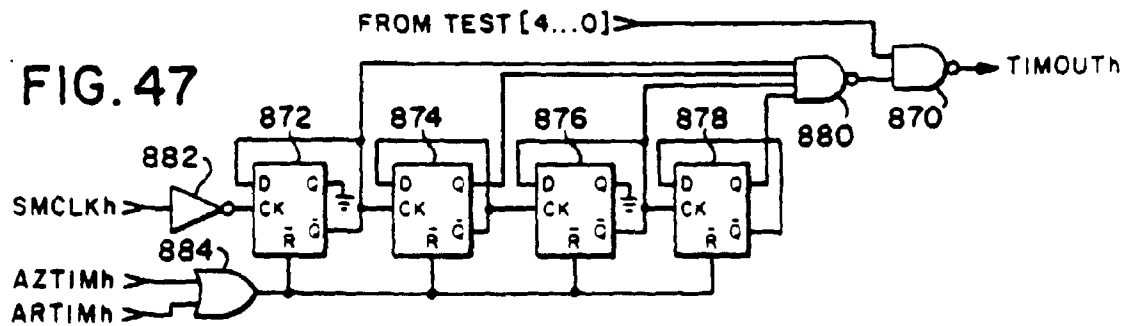 FROM TEST [4...0]
TIMOUTh
FIG. 47
872
874
876
878
880
870
882
D Q
D Q
D Q
D Q
SMCLKh
CK
CK
CK
CK
R̅ Q̅
R̅ Q̅
R̅ Q̅
R̅ Q̅
884
AZTIMh
ARTIMh